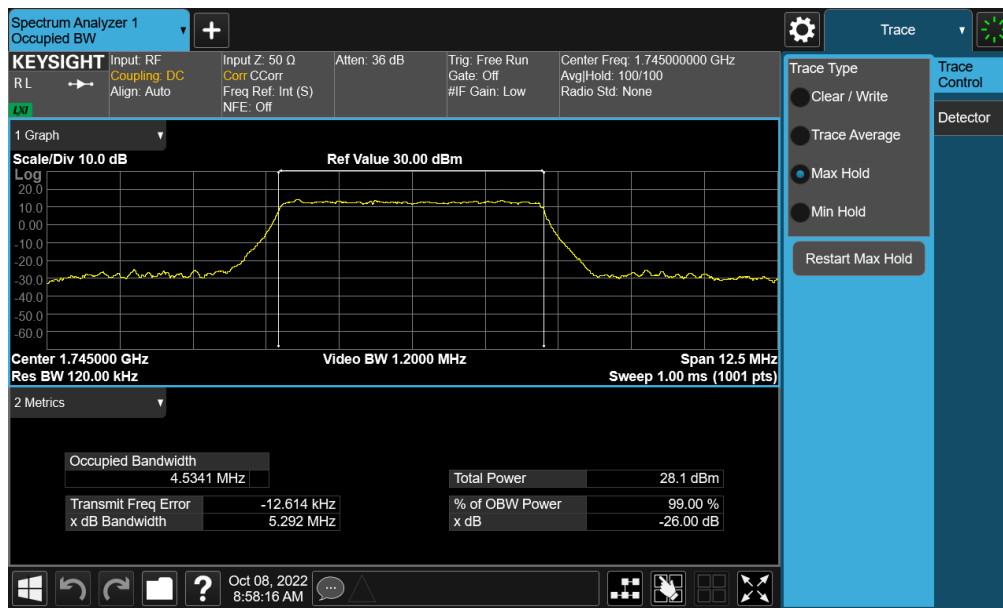 Spectrum Analyzer 1
Occupied BW
+
Trace
KEYSIGHT
RL
LXI
Input: RF
Coupling: DC
Align: Auto
Input Z: 50 Ω
Corr CCorr
Freq Ref: Int (S)
NFE: Off
Atten: 36 dB
Trig: Free Run
Gate: Off
#IF Gain: Low
Center Freq: 1.745000000 GHz
Avg|Hold: 100/100
Radio Std: None
Trace Type
Clear / Write
Trace Average
Max Hold
Min Hold
Restart Max Hold
Trace
Control
Detector
1 Graph
Scale/Div 10.0 dB
Ref Value 30.00 dBm
Log
20.0
10.0
0.00
-10.0
-20.0
-30.0
-40.0
-50.0
-60.0
Center 1.745000 GHz
Video BW 1.2000 MHz
Span 12.5 MHz
Res BW 120.00 kHz
Sweep 1.00 ms (1001 pts)
2 Metrics
Occupied Bandwidth
4.5341 MHz
Total Power 28.1 dBm
Transmit Freq Error -12.614 kHz
% of OBW Power 99.00 %
x dB Bandwidth 5.292 MHz
x dB -26.00 dB
?
Oct 08, 2022
8:58:16 AM